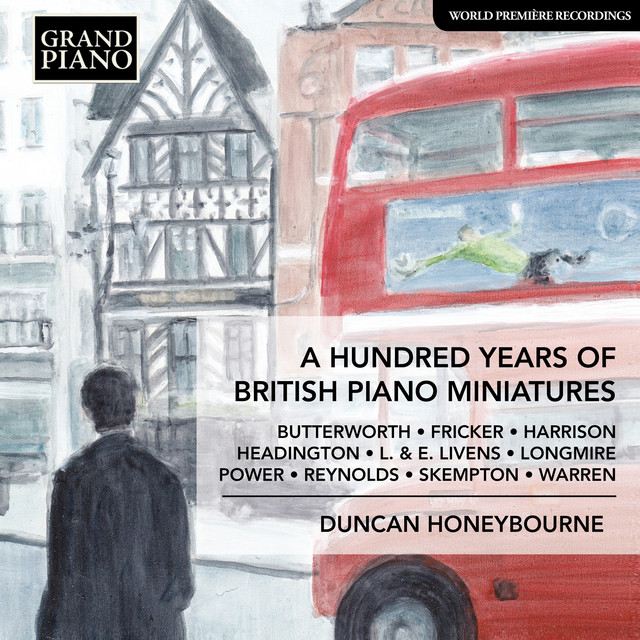 WORLD PREMIÈRE RECORDINGS
GRAND
PIANO
A HUNDRED YEARS OF
BRITISH PIANO MINIATURES
BUTTERWORTH • FRICKER • HARRISON
HEADINGTON • L. & E. LIVENS • LONGMIRE
POWER • REYNOLDS • SKEMPTON • WARREN
DUNCAN HONEYBOURNE